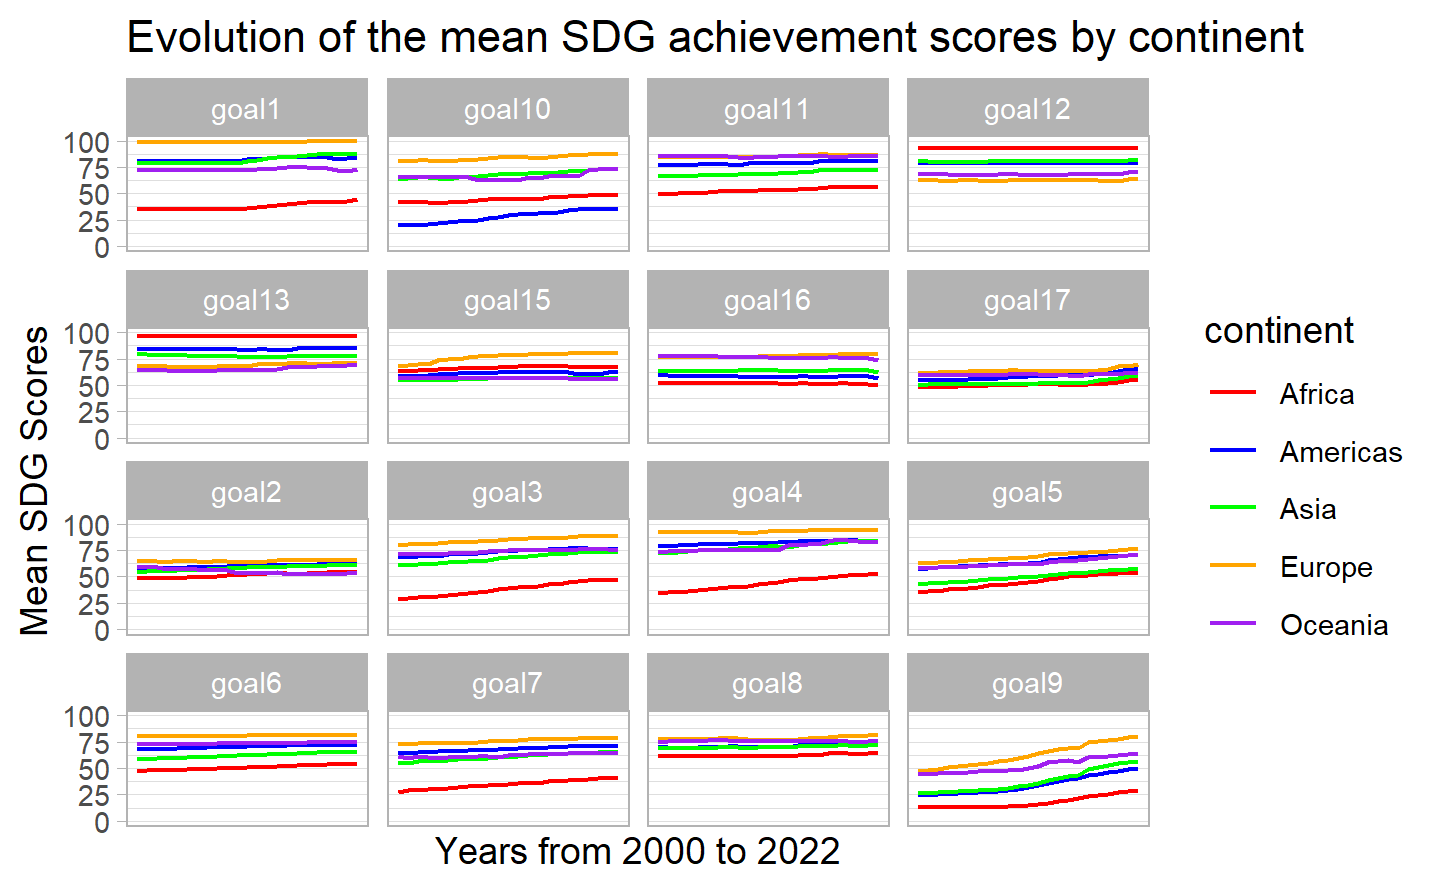 Evolution of the mean SDG achievement scores by continent
goal1 goal10 goal11 goal12
100
75
50
25
0
goal13 goal15 goal16 goal17
100
75
50
25
0
goal2 goal3 goal4 goal5
100
75
50
25
0
goal6 goal7 goal8 goal9
100
75
50
25
0
Mean SDG Scores
Years from 2000 to 2022
continent
Africa
Americas
Asia
Europe
Oceania